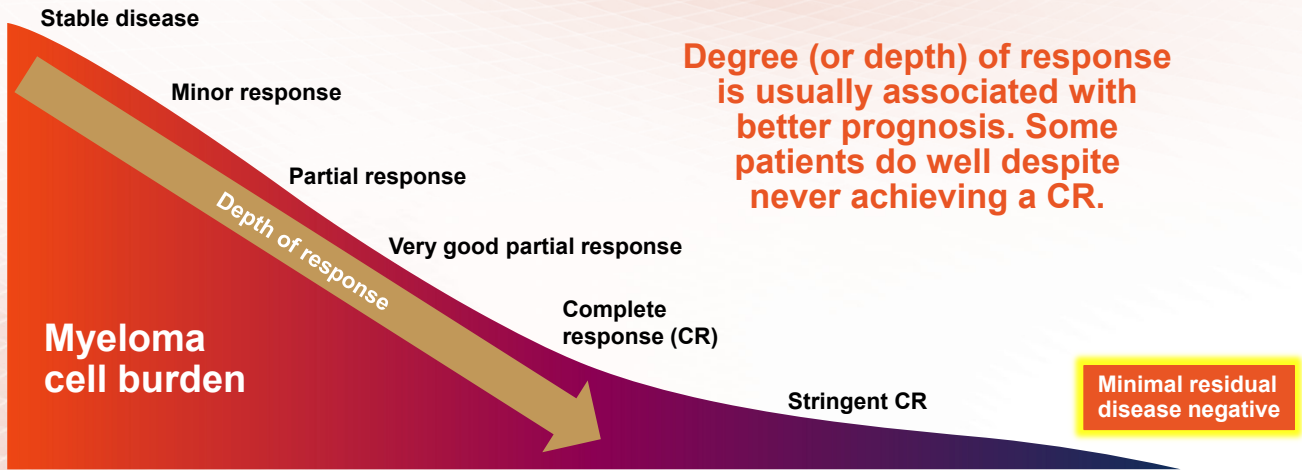 Stable disease
Degree (or depth) of response
is usually associated with
better prognosis. Some
patients do well despite
never achieving a CR.
Minor response
Partial response
Depth of response
Very good partial response
Complete
response (CR)
Myeloma
cell burden
Stringent CR
Minimal residual
disease negative